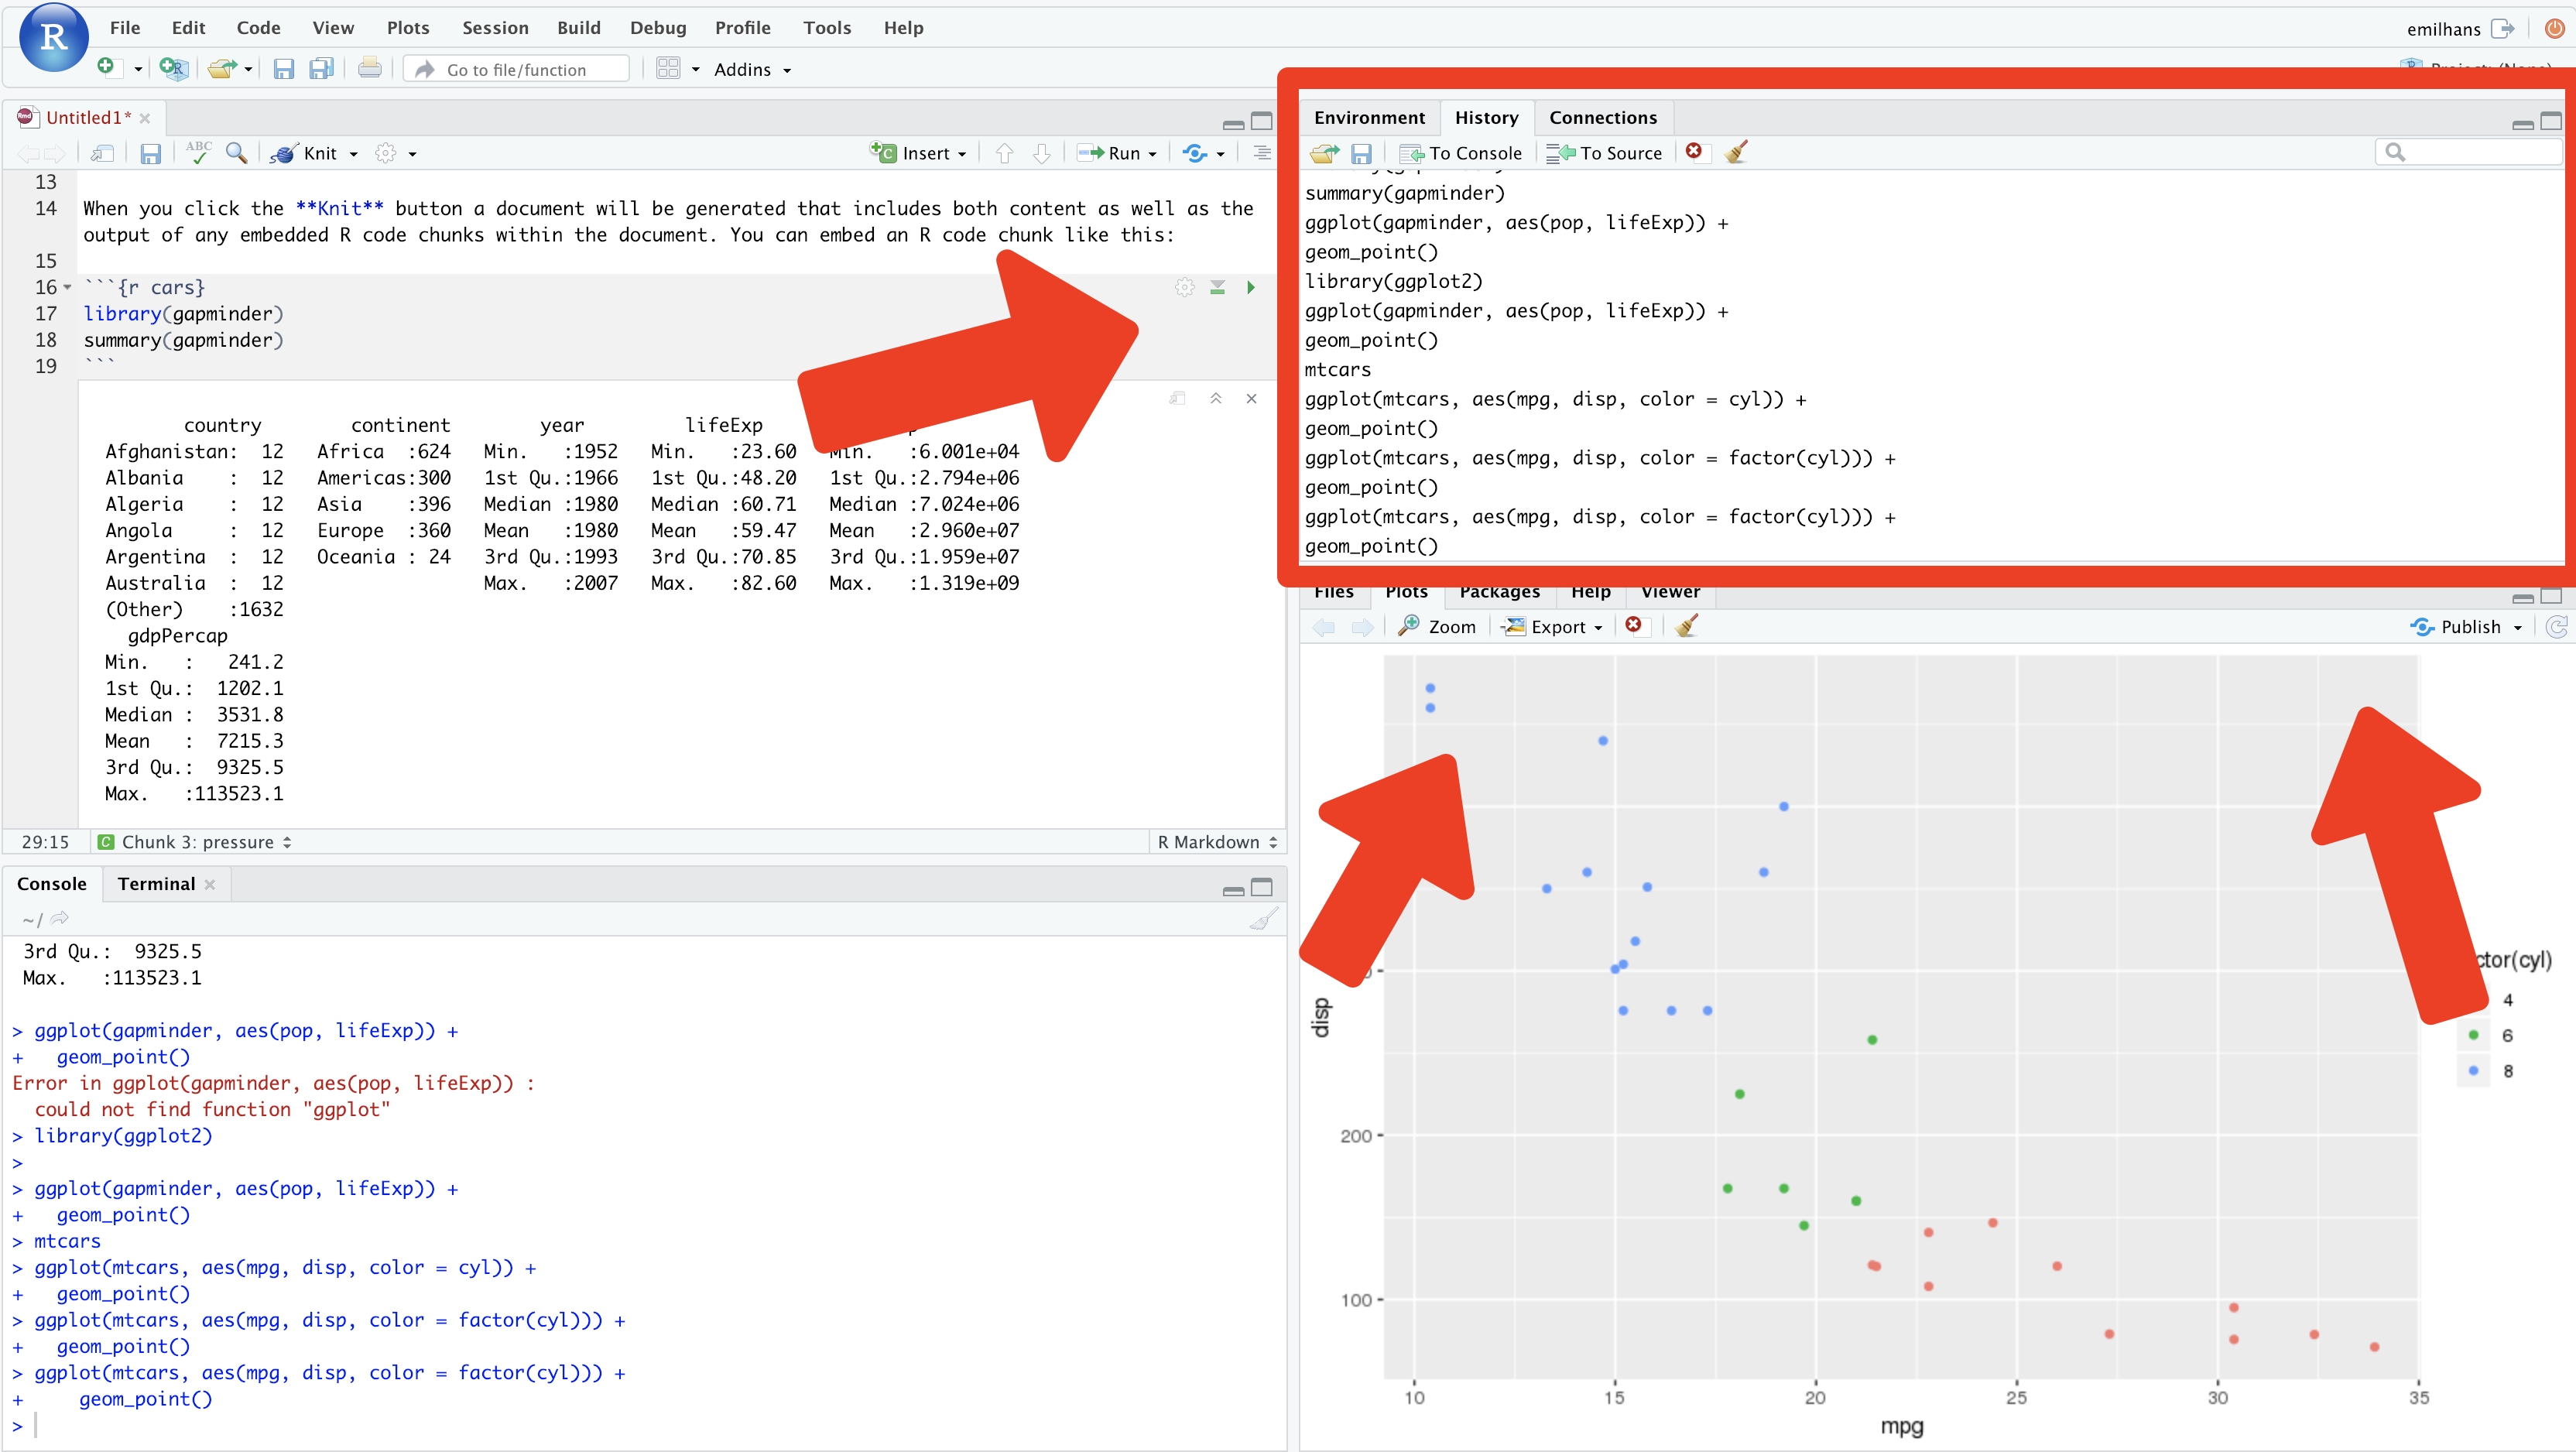 R File Edit Code View Plots Session Build Debug Profile Tools Help
emilhans
Go to file/function Addins
Untitled1*
ABC Knit Insert Run
13
14 When you click the **Knit** button a document will be generated that includes both content as well as the
output of any embedded R code chunks within the document. You can embed an R code chunk like this:
15
16 ```{r cars}
17 library(gapminder)
18 summary(gapminder)
19 ```
country continent year lifeExp
Afghanistan: 12 Africa :624 Min. :1952 Min. :23.60 Min. :6.001e+04
Albania : 12 Americas:300 1st Qu.:1966 1st Qu.:48.20 1st Qu.:2.794e+06
Algeria : 12 Asia :396 Median :1980 Median :60.71 Median :7.024e+06
Angola : 12 Europe :360 Mean :1980 Mean :59.47 Mean :2.960e+07
Argentina : 12 Oceania : 24 3rd Qu.:1993 3rd Qu.:70.85 3rd Qu.:1.959e+07
Australia : 12 Max. :2007 Max. :82.60 Max. :1.319e+09
(Other) :1632
gdpPercap
Min. : 241.2
1st Qu.: 1202.1
Median : 3531.8
Mean : 7215.3
3rd Qu.: 9325.5
Max. :113523.1
29:15 C Chunk 3: pressure R Markdown
Console Terminal
~/
3rd Qu.: 9325.5
Max. :113523.1
> ggplot(gapminder, aes(pop, lifeExp)) +
+ geom_point()
Error in ggplot(gapminder, aes(pop, lifeExp)) :
could not find function "ggplot"
> library(ggplot2)
>
> ggplot(gapminder, aes(pop, lifeExp)) +
+ geom_point()
> mtcars
> ggplot(mtcars, aes(mpg, disp, color = cyl)) +
+ geom_point()
> ggplot(mtcars, aes(mpg, disp, color = factor(cyl))) +
+ geom_point()
> ggplot(mtcars, aes(mpg, disp, color = factor(cyl))) +
+ geom_point()
>
Environment History Connections
To Console To Source
summary(gapminder)
ggplot(gapminder, aes(pop, lifeExp)) +
geom_point()
library(ggplot2)
ggplot(gapminder, aes(pop, lifeExp)) +
geom_point()
mtcars
ggplot(mtcars, aes(mpg, disp, color = cyl)) +
geom_point()
ggplot(mtcars, aes(mpg, disp, color = factor(cyl))) +
geom_point()
ggplot(mtcars, aes(mpg, disp, color = factor(cyl))) +
geom_point()
Files Plots Packages Help Viewer
Zoom Export Publish
ctor(cyl)
4
6
8
disp
200
100
10 15 20 25 30 35
mpg